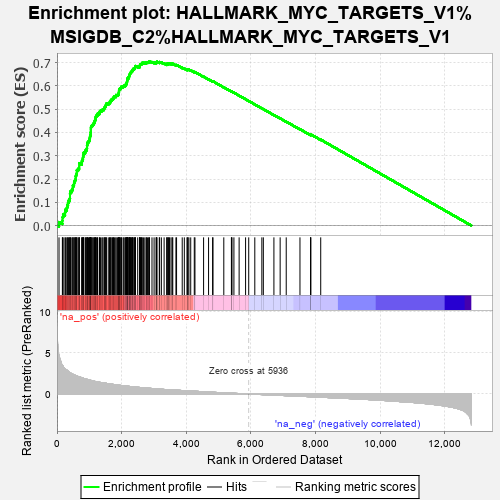 Enrichment plot: HALLMARK_MYC_TARGETS_V1%
MSIGDB_C2%HALLMARK_MYC_TARGETS_V1
Enrichment score (ES)
0.7
0.6
0.5
0.4
0.3
0.2
0.1
0.0
'na_pos' (positively correlated)
Ranked list metric (PreRanked)
10
5
0
Zero cross at 5936
'na_neg' (negatively correlated)
0
2,000
4,000
6,000
8,000
10,000
12,000
Rank in Ordered Dataset
Enrichment profile
Hits
Ranking metric scores